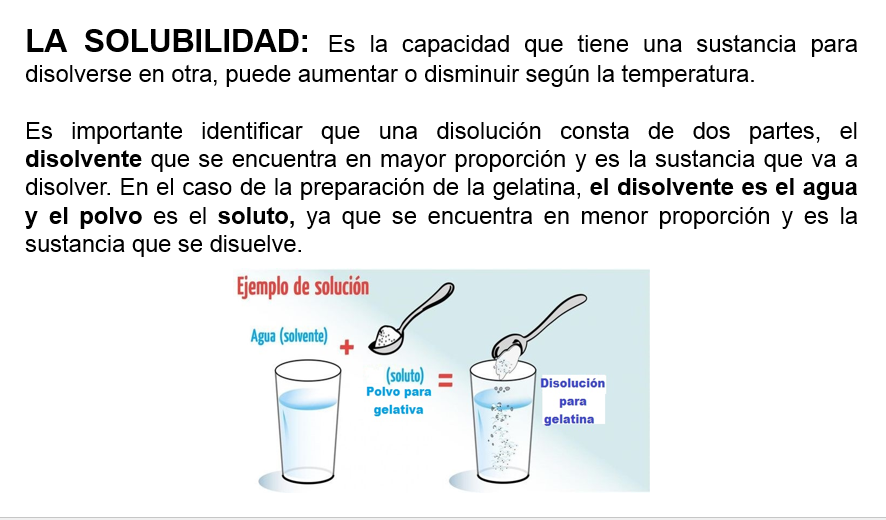 LA SOLUBILIDAD: Es la capacidad que tiene una sustancia para
disolverse en otra, puede aumentar o disminuir según la temperatura.
Es importante identificar que una disolución consta de dos partes, el
disolvente que se encuentra en mayor proporción y es la sustancia que va a
disolver. En el caso de la preparación de la gelatina, el disolvente es el agua
y el polvo es el soluto, ya que se encuentra en menor proporción y es la
sustancia que se disuelve.
Ejemplo de solución
Agua (solvente)
+
(soluto)
Polvo para
gelativa
=
Disolución
para
gelatina